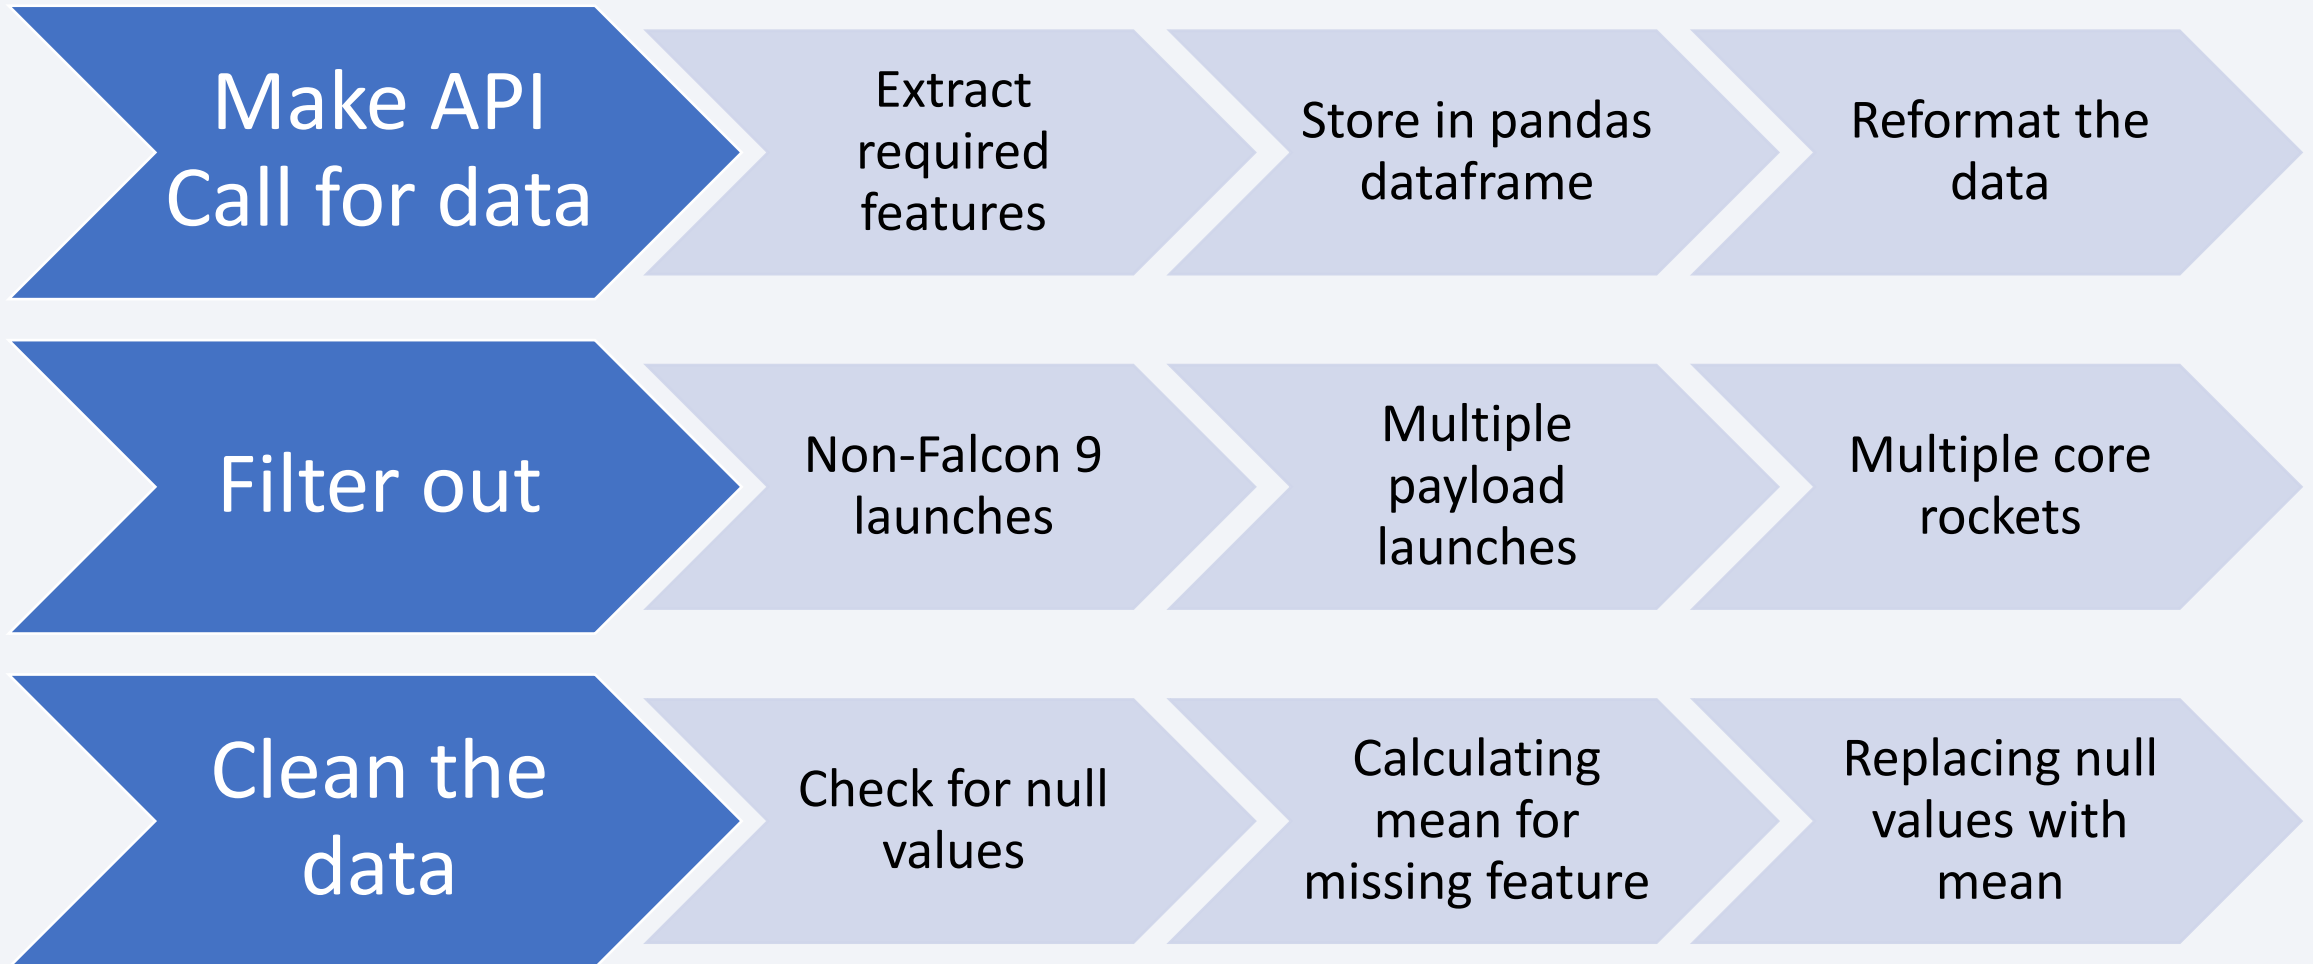 Make API
Call for data
Extract
required
features
Store in pandas
dataframe
Reformat the
data
Filter out
Non-Falcon 9
launches
Multiple
payload
launches
Multiple core
rockets
Clean the
data
Check for null
values
Calculating
mean for
missing feature
Replacing null
values with
mean